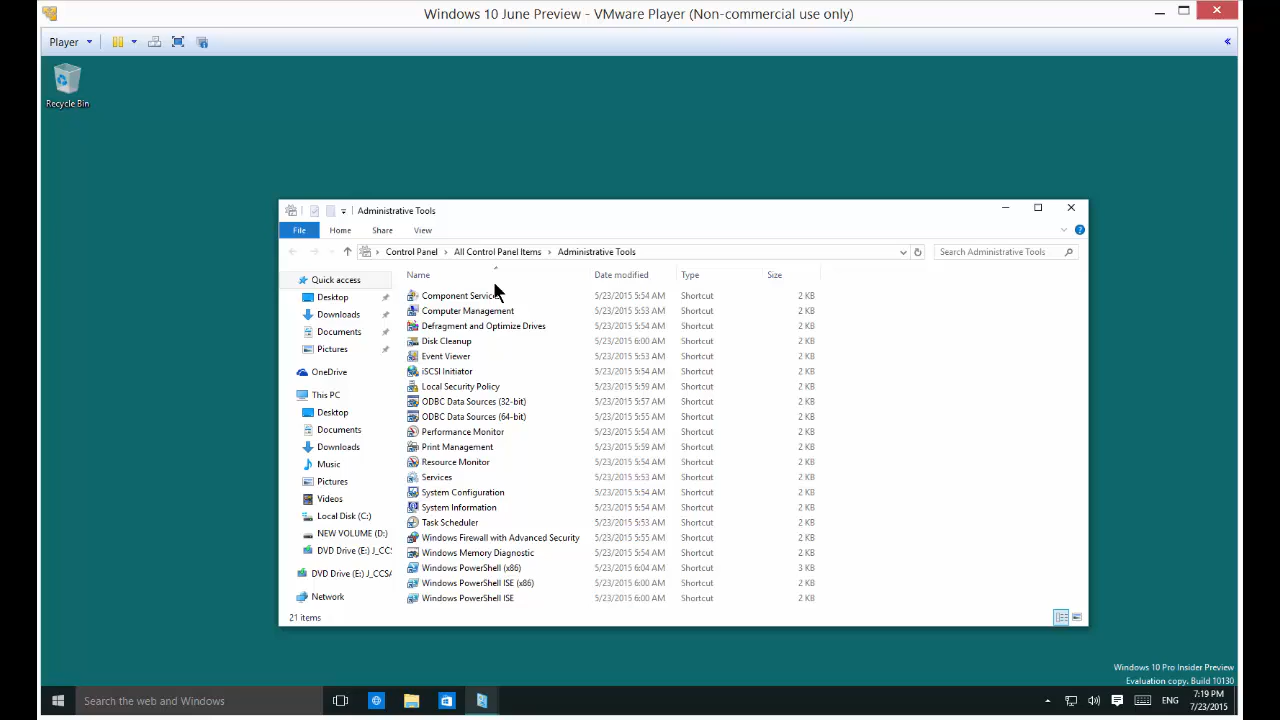 Windows 10 June Preview - VMware Player (Non-commercial use only)
Player
Recycle Bin
Administrative Tools
File Home Share View
Control Panel All Control Panel Items Administrative Tools Search Administrative Tools
Name Date modified Type Size
Quick access
Desktop
Downloads
Documents
Pictures
OneDrive
This PC
Desktop
Documents
Downloads
Music
Pictures
Videos
Local Disk (C:)
NEW VOLUME (D:)
DVD Drive (E:) J_CCS
DVD Drive (E:) J_CCSA
Network
Component Services 5/23/2015 5:54 AM Shortcut 2 KB
Computer Management 5/23/2015 5:53 AM Shortcut 2 KB
Defragment and Optimize Drives 5/23/2015 5:54 AM Shortcut 2 KB
Disk Cleanup 5/23/2015 6:00 AM Shortcut 2 KB
Event Viewer 5/23/2015 5:53 AM Shortcut 2 KB
iSCSI Initiator 5/23/2015 5:54 AM Shortcut 2 KB
Local Security Policy 5/23/2015 5:59 AM Shortcut 2 KB
ODBC Data Sources (32-bit) 5/23/2015 5:57 AM Shortcut 2 KB
ODBC Data Sources (64-bit) 5/23/2015 5:55 AM Shortcut 2 KB
Performance Monitor 5/23/2015 5:54 AM Shortcut 2 KB
Print Management 5/23/2015 5:59 AM Shortcut 2 KB
Resource Monitor 5/23/2015 5:54 AM Shortcut 2 KB
Services 5/23/2015 5:53 AM Shortcut 2 KB
System Configuration 5/23/2015 5:54 AM Shortcut 2 KB
System Information 5/23/2015 5:54 AM Shortcut 2 KB
Task Scheduler 5/23/2015 5:53 AM Shortcut 2 KB
Windows Firewall with Advanced Security 5/23/2015 5:55 AM Shortcut 2 KB
Windows Memory Diagnostic 5/23/2015 5:54 AM Shortcut 2 KB
Windows PowerShell (x86) 5/23/2015 6:04 AM Shortcut 3 KB
Windows PowerShell ISE (x86) 5/23/2015 6:00 AM Shortcut 2 KB
Windows PowerShell ISE 5/23/2015 6:00 AM Shortcut 2 KB
21 items
Windows 10 Pro Insider Preview
Evaluation copy. Build 10130
Search the web and Windows
ENG
7:19 PM
7/23/2015